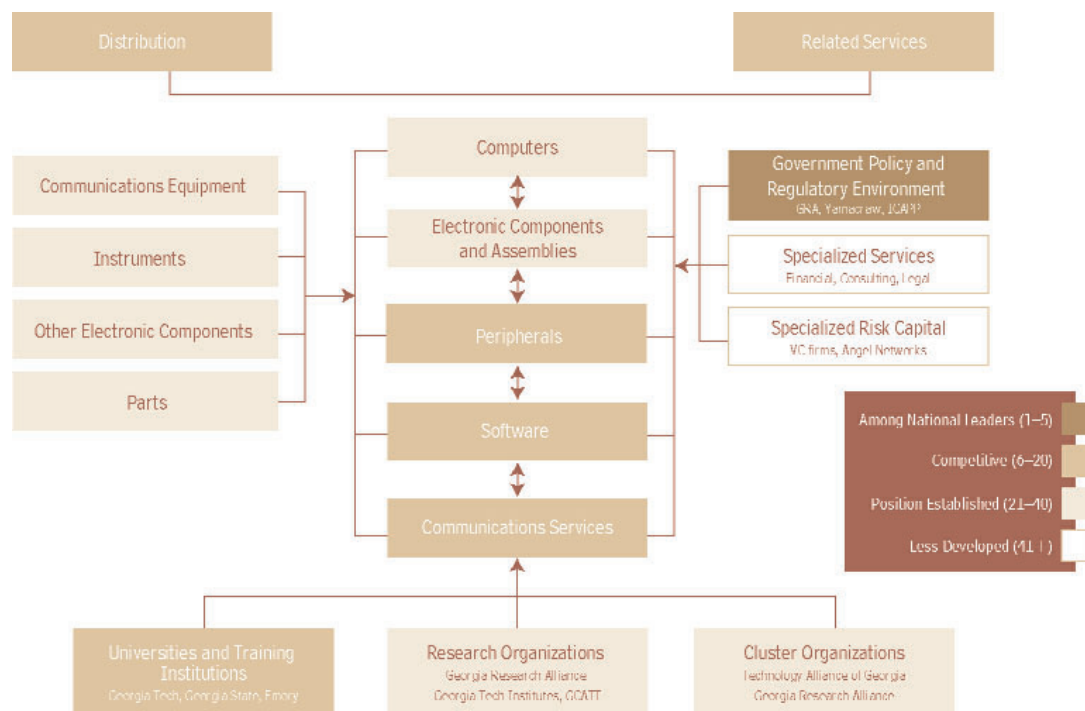 Distribution
Related Services
Computers
Communications Equipment
Government Policy and
Regulatory Environment
GRA, Yamacraw, ICAPP
Electronic Components
and Assemblies
Instruments
Specialized Services
Financial, Consulting, Legal
Other Electronic Components
Peripherals
Specialized Risk Capital
VC firms, Angel Networks
Parts
Software
Among National Leaders (1–5)
Competitive (6–20)
Position Established (21–40)
Less Developed (41+)
Communications Services
Universities and Training
Institutions
Georgia Tech, Georgia State, Emory
Research Organizations
Georgia Research Alliance
Georgia Tech Institutes, GCATT
Cluster Organizations
Technology Alliance of Georgia
Georgia Research Alliance